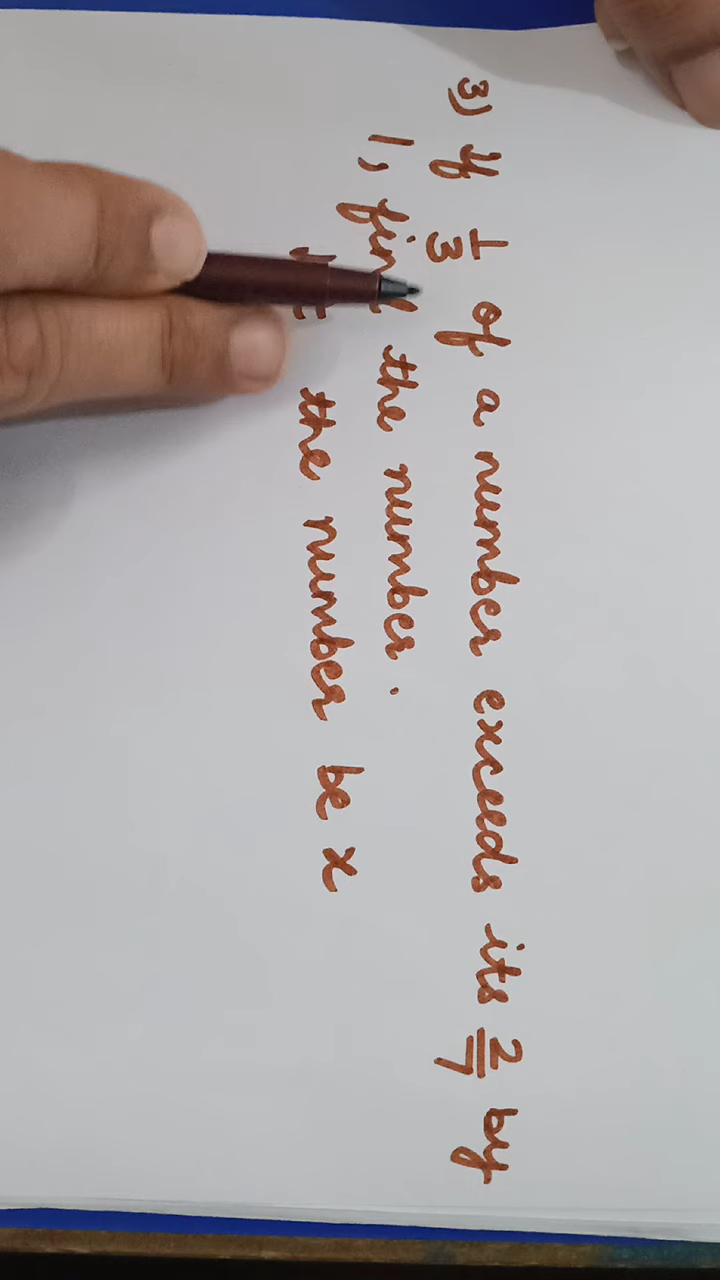 3) If 1/3 of a number exceeds its 2/7 by
1, find the number.
the number be x